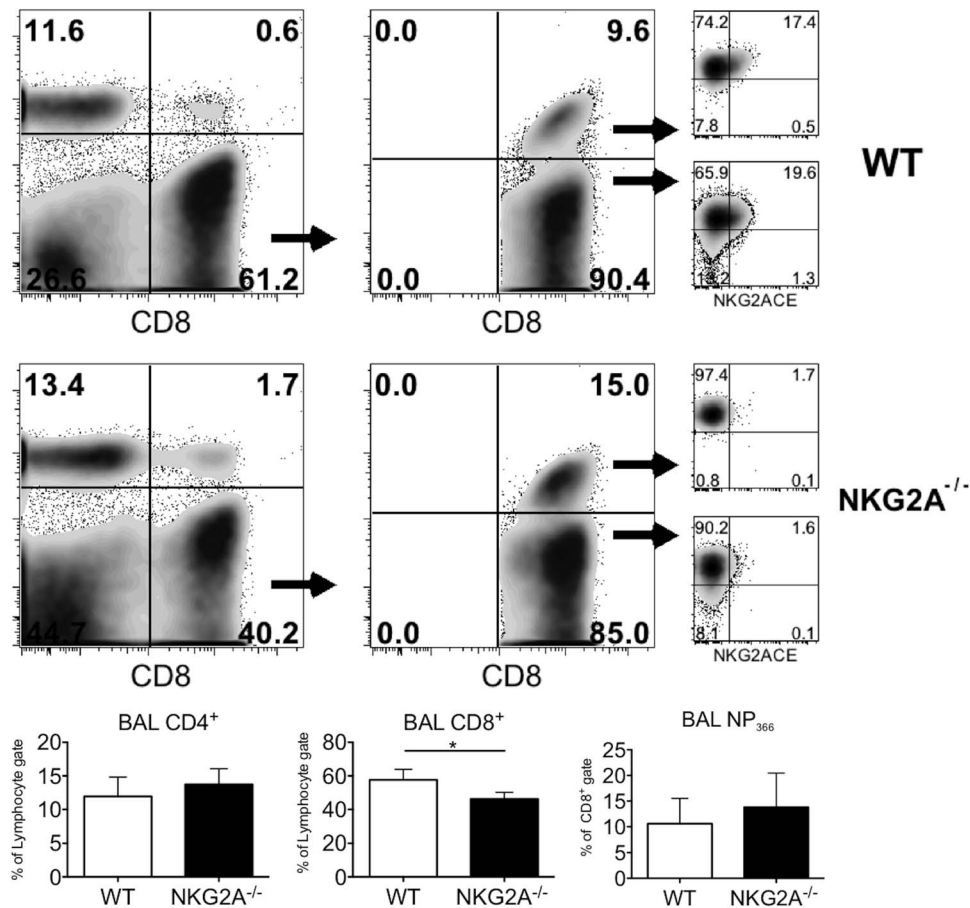 11.6 0.6
26.6 61.2
CD8
0.0 9.6
0.0 90.4
CD8
74.2 17.4
7.8 0.5
65.9 19.6
1.3
NKG2ACE
WT
13.4 1.7
44.7 40.2
CD8
0.0 15.0
0.0 85.0
CD8
97.4 1.7
0.8 0.1
90.2 1.6
8.1 0.1
NKG2ACE
NKG2A-/-
BAL CD4+
% of Lymphocyte gate
20
15
10
5
0
WT NKG2A-/-
BAL CD8+
% of Lymphocyte gate
80
60
40
20
0
*
WT NKG2A-/-
BAL NP366
% of CD8+ gate
25
20
15
10
5
0
WT NKG2A-/-